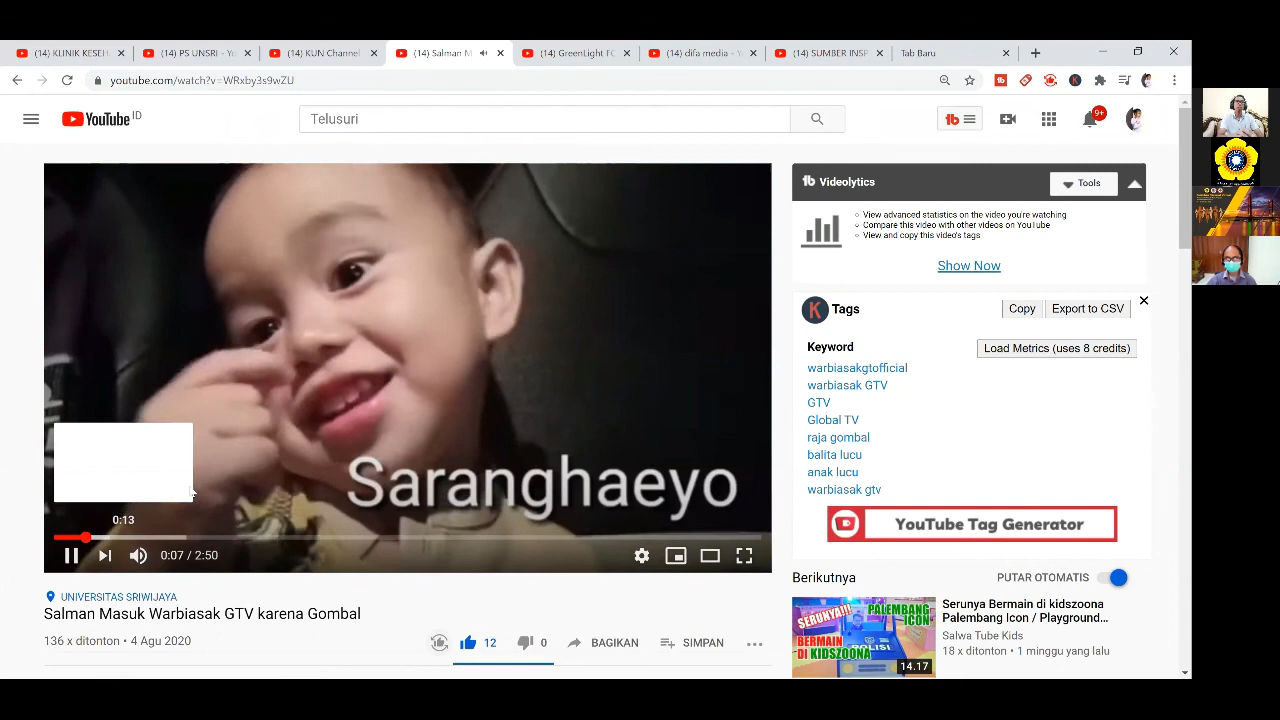 (14) KLINIK KESEH
(14) PS UNSRI - Yo
(14) KUN Channel
(14) Salman M
(14) GreenLight FC
(14) difa media - Y
(14) SUMBER INSP
Tab Baru
youtube.com/watch?v=WRxby3s9wZU
YouTube ID
Telusuri
tb
9+
Saranghaeyo
0:13
0:07 / 2:50
UNIVERSITAS SRIWIJAYA
Salman Masuk Warbiasak GTV karena Gombal
136 x ditonton • 4 Agu 2020
12
0
BAGIKAN
SIMPAN
tb Videolytics
Tools
View advanced statistics on the video you're watching
Compare this video with other videos on YouTube
View and copy this video's tags
Show Now
K Tags
Copy
Export to CSV
Keyword
Load Metrics (uses 8 credits)
warbiasakgtofficial
warbiasak GTV
GTV
Global TV
raja gombal
balita lucu
anak lucu
warbiasak gtv
YouTube Tag Generator
Berikutnya
PUTAR OTOMATIS
SERUNYA!!!
BERMAIN
DI KIDSZOONA
PALEMBANG
ICON
POLISI
14.17
Serunya Bermain di kidszoona
Palembang Icon / Playground...
Salwa Tube Kids
18 x ditonton • 1 minggu yang lalu